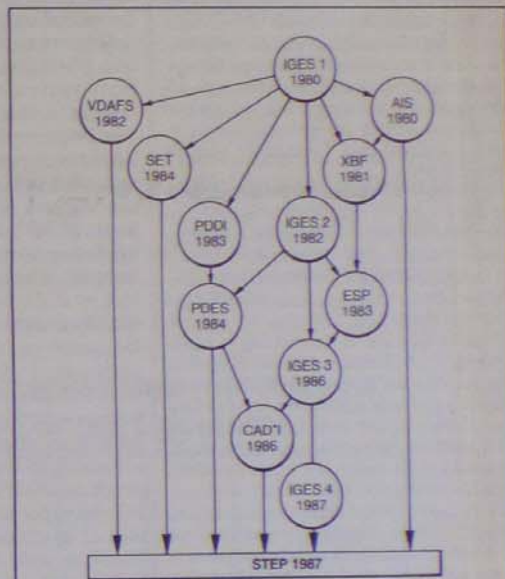 IGES 1
1980
VDAFS
1982
AIS
1980
SET
1984
XBF
1981
PDDI
1983
IGES 2
1982
PDES
1984
ESP
1983
IGES 3
1986
CAD*I
1986
IGES 4
1987
STEP 1987